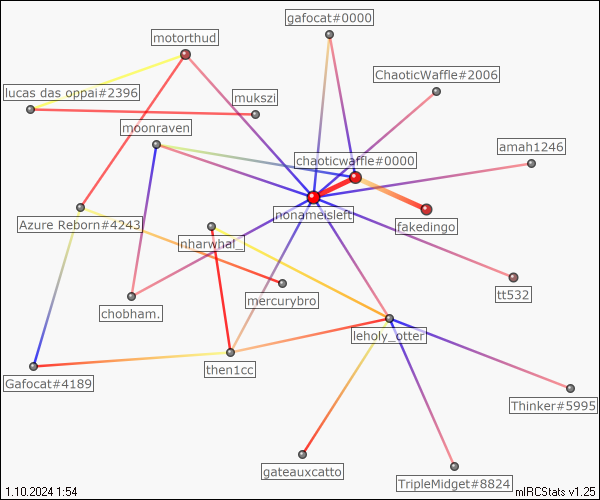 gafocat#0000
motorthud
ChaoticWaffle#2006
lucas das oppai#2396
mukszi
moonraven
amah1246
chaoticwaffle#0000
nonameisleft
Azure Reborn#4243
fakedingo
nharwhal_
mercurybro
tt532
chobham.
leholy_otter
then1cc
Gafocat#4189
Thinker#5995
gateauxcatto
TripleMidget#8824
1.10.2024 1:54
mIRCStats v1.25